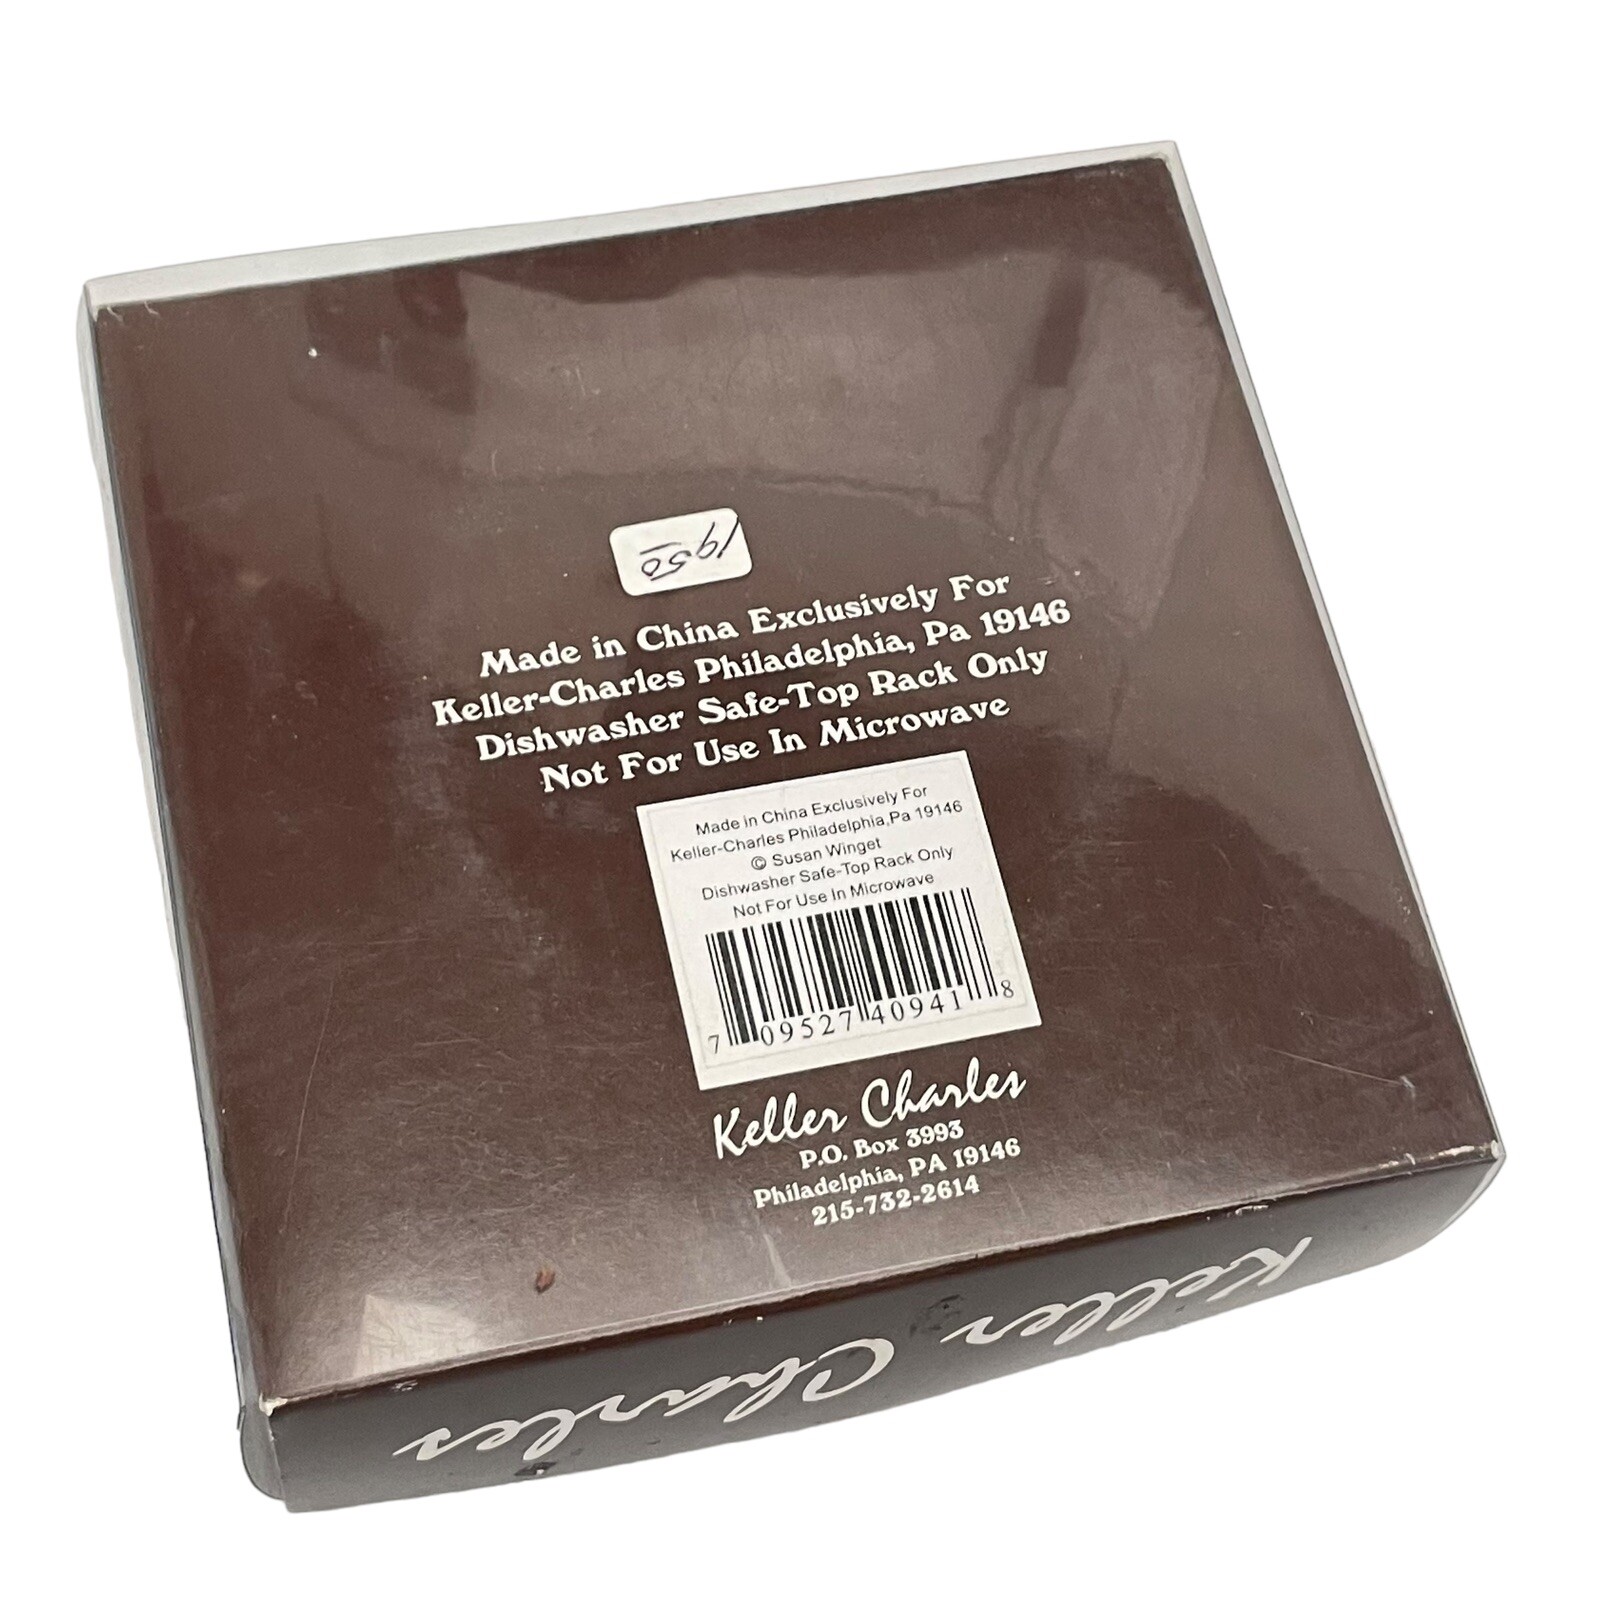 19 50
Made in China Exclusively For
Keller-Charles Philadelphia, Pa 19146
Dishwasher Safe-Top Rack Only
Not For Use In Microwave
Made in China Exclusively For
Keller-Charles Philadelphia,Pa 19146
© Susan Winget
Dishwasher Safe-Top Rack Only
Not For Use In Microwave
7 09527 40941 8
Keller Charles
P.O. Box 3993
Philadelphia, PA 19146
215-732-2614
Keller Charles